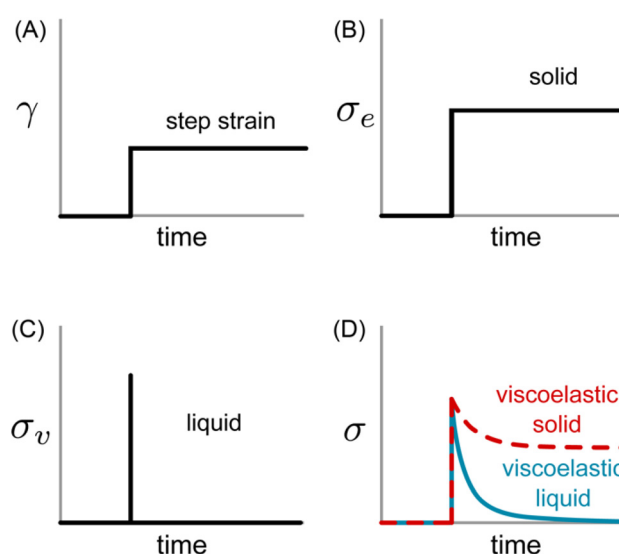 (A)
γ
step strain
time
(B)
σₑ
solid
time
(C)
σᵥ
liquid
time
(D)
σ
viscoelastic
solid
viscoelastic
liquid
time